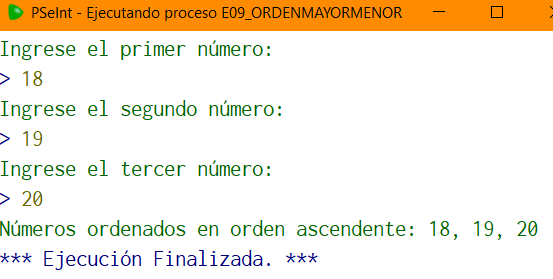 PSeInt - Ejecutando proceso E09_ORDENMAYORMENOR
Ingrese el primer número:
> 18
Ingrese el segundo número:
> 19
Ingrese el tercer número:
> 20
Números ordenados en orden ascendente: 18, 19, 20
*** Ejecución Finalizada. ***